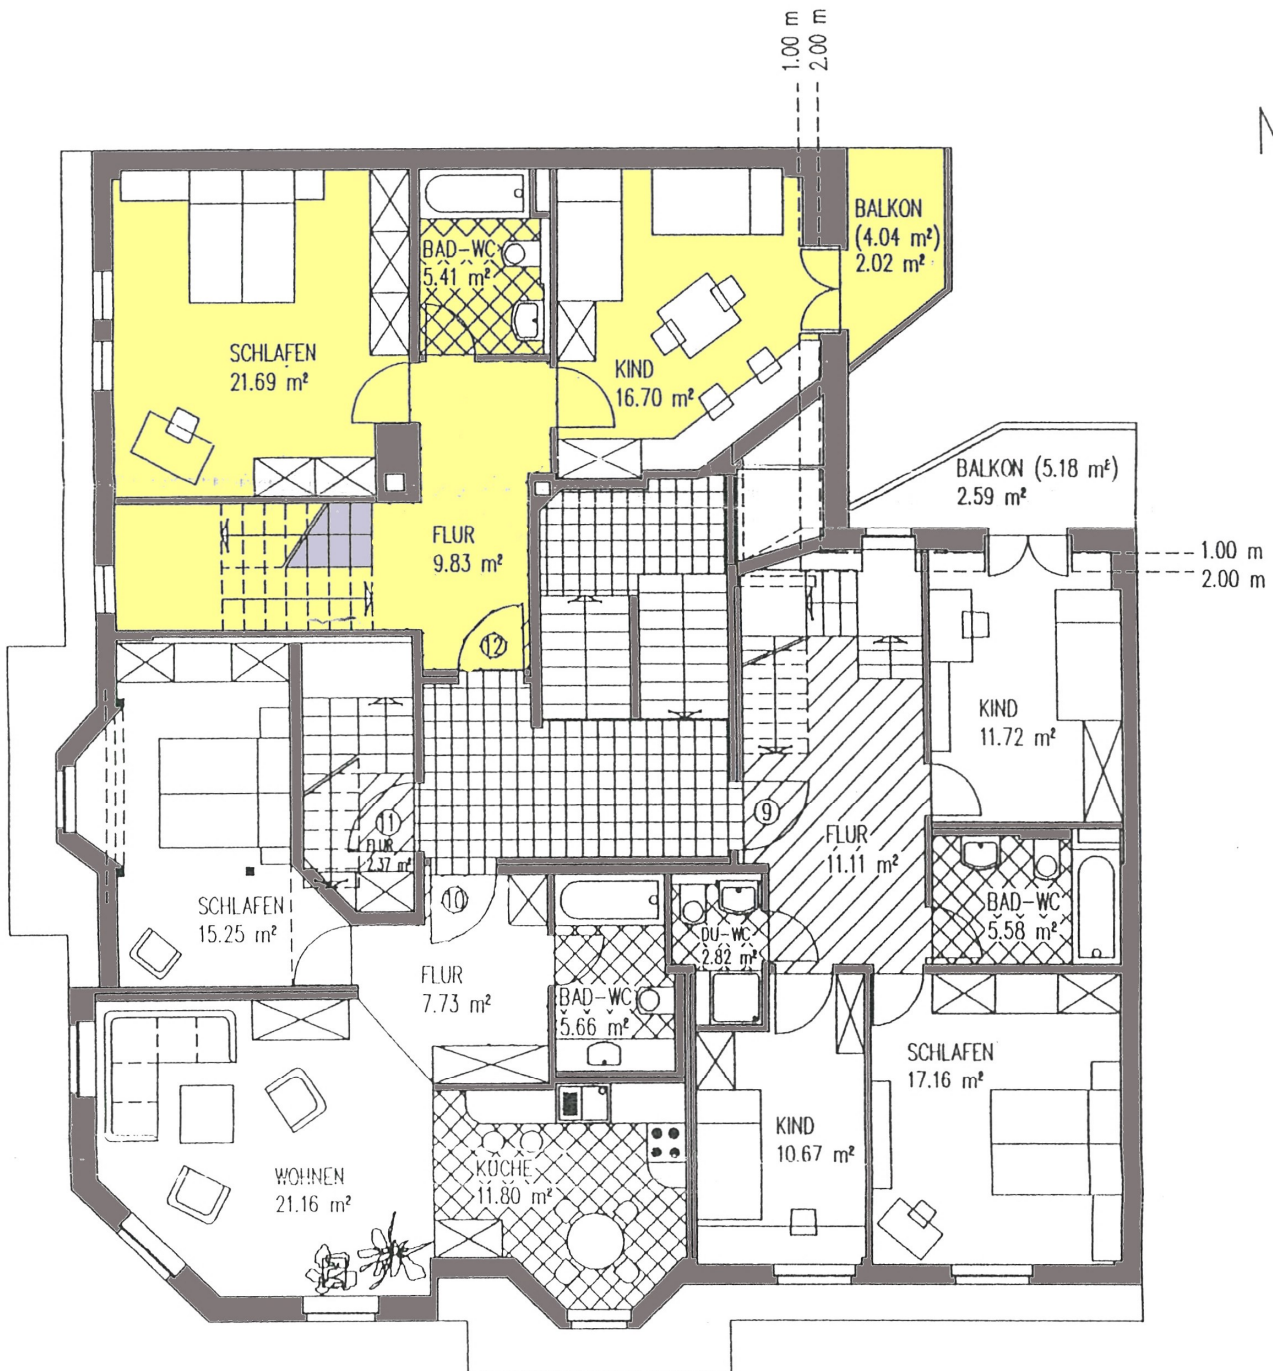 1.00 m
2.00 m
N
BALKON
(4.04 m²)
2.02 m²
BAD-WC
5.41 m²
SCHLAFEN
21.69 m²
KIND
16.70 m²
BALKON (5.18 m²)
2.59 m²
FLUR
9.83 m²
1.00 m
2.00 m
12
KIND
11.72 m²
9
11
FLUR
2.37 m²
FLUR
11.11 m²
10
SCHLAFEN
15.25 m²
BAD-WC
5.58 m²
DU-WC
2.82 m²
FLUR
7.73 m²
BAD-WC
5.66 m²
SCHLAFEN
17.16 m²
KIND
10.67 m²
WOHNEN
21.16 m²
KÜCHE
11.80 m²